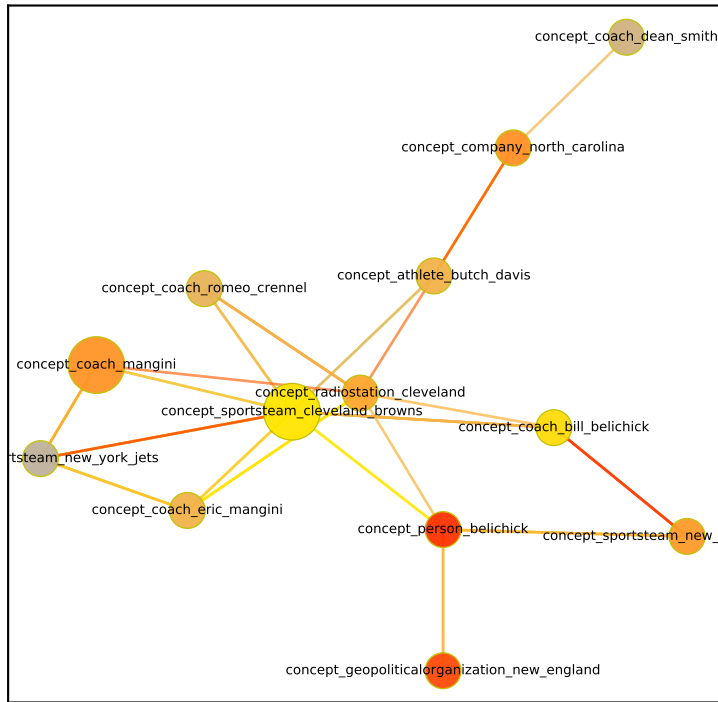 concept_coach_dean_smith
concept_company_north_carolina
concept_athlete_butch_davis
concept_coach_romeo_crennel
concept_coach_mangini
concept_radiostation_cleveland
concept_sportsteam_cleveland_browns
concept_coach_bill_belichick
rtsteam_new_york_jets
concept_coach_eric_mangini
concept_person_belichick
concept_sportsteam_new_
concept_geopoliticalorganization_new_england